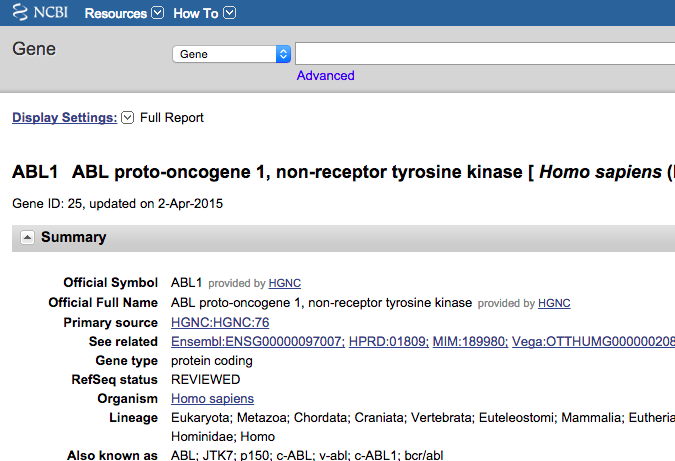 NCBI Resources How To
Gene Gene
Advanced
Display Settings: Full Report
ABL1 ABL proto-oncogene 1, non-receptor tyrosine kinase [ Homo sapiens (
Gene ID: 25, updated on 2-Apr-2015
Summary
Official Symbol ABL1 provided by HGNC
Official Full Name ABL proto-oncogene 1, non-receptor tyrosine kinase provided by HGNC
Primary source HGNC:HGNC:76
See related Ensembl:ENSG00000097007; HPRD:01809; MIM:189980; Vega:OTTHUMG000000208
Gene type protein coding
RefSeq status REVIEWED
Organism Homo sapiens
Lineage Eukaryota; Metazoa; Chordata; Craniata; Vertebrata; Euteleostomi; Mammalia; Eutheria
Hominidae; Homo
Also known as ABL; JTK7; p150; c-ABL; v-abl; c-ABL1; bcr/abl